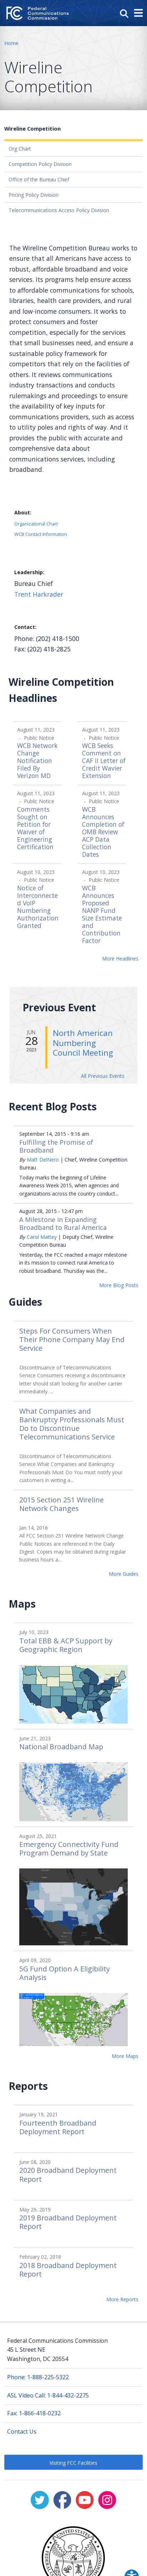 FC Federal
Communications
Commission
Home
Wireline
Competition
Wireline Competition
Org Chart
Competition Policy Division
Office of the Bureau Chief
Pricing Policy Division
Telecommunications Access Policy Division
The Wireline Competition Bureau works to
ensure that all Americans have access to
robust, affordable broadband and voice
services. Its programs help ensure access to
affordable communications for schools,
libraries, health care providers, and rural
and low-income consumers. It works to
protect consumers and foster
competition, especially for the services
that small businesses demand, and ensure a
sustainable policy framework for
competitors that rely on the facilities of
others. It reviews communications
industry transactions and conducts
rulemakings and other proceedings to ensure
the availability of high rights for
providers of their services, such as access
to utility poles and rights of way. And it
provides public with accurate and
comprehensive data about
communications services, including
broadband.
About:
Organizational Chart
WCB Contact Information
Leadership:
Bureau Chief
Trent Harkrader
Contact:
Phone: (202) 418-1500
Fax: (202) 418-2825
Wireline Competition
Headlines
August 11, 2023
- Public Notice
WCB Network
Change
Notification
Filed By
Verizon MD
August 11, 2023
- Public Notice
WCB Seeks
Comment on
CAF II Letter of
Credit Wavier
Extension
August 11, 2023
- Public Notice
Comments
Sought on
Petition for
Waiver of
Engineering
Certification
August 11, 2023
- Public Notice
WCB
Announces
Completion of
OMB Review
ACP Data
Collection
Dates
August 10, 2023
- Public Notice
Notice of
Interconnecte
d VoIP
Numbering
Authorization
Granted
August 10, 2023
- Public Notice
WCB
Announces
Proposed
NANP Fund
Size Estimate
and
Contribution
Factor
More Headlines
Previous Event
JUN
28
2023
North American
Numbering
Council Meeting
All Previous Events
Recent Blog Posts
September 14, 2015 - 9:16 am
Fulfilling the Promise of
Broadband
By Matt DelNero | Chief, Wireline Competition
Bureau
Today marks the beginning of Lifeline
Awareness Week 2015, when agencies and
organizations across the country conduct...
August 28, 2015 - 12:47 pm
A Milestone in Expanding
Broadband to Rural America
By Carol Mattey | Deputy Chief, Wireline
Competition Bureau
Yesterday, the FCC reached a major milestone
in its mission to connect rural America to
robust broadband. Thursday was the...
More Blog Posts
Guides
Steps For Consumers When
Their Phone Company May End
Service
Discontinuance of Telecommunications
Service Consumers receiving a discontinuance
letter should start looking for another carrier
immediately. ...
What Companies and
Bankruptcy Professionals Must
Do to Discontinue
Telecommunications Service
Discontinuance of Telecommunications
Service What Companies and Bankruptcy
Professionals Must Do You must notify your
customers in writing a...
2015 Section 251 Wireline
Network Changes
Jan 14, 2016
All FCC Section 251 Wireline Network Change
Public Notices are referenced in the Daily
Digest. Copies may be obtained during regular
business hours a...
More Guides
Maps
July 10, 2023
Total EBB & ACP Support by
Geographic Region
June 21, 2023
National Broadband Map
August 25, 2021
Emergency Connectivity Fund
Program Demand by State
April 09, 2020
5G Fund Option A Eligibility
Analysis
More Maps
Reports
January 19, 2021
Fourteenth Broadband
Deployment Report
June 08, 2020
2020 Broadband Deployment
Report
May 29, 2019
2019 Broadband Deployment
Report
February 02, 2018
2018 Broadband Deployment
Report
More Reports
Federal Communications Commission
45 L Street NE
Washington, DC 20554
Phone: 1-888-225-5322
ASL Video Call: 1-844-432-2275
Fax: 1-866-418-0232
Contact Us
Visiting FCC Facilities